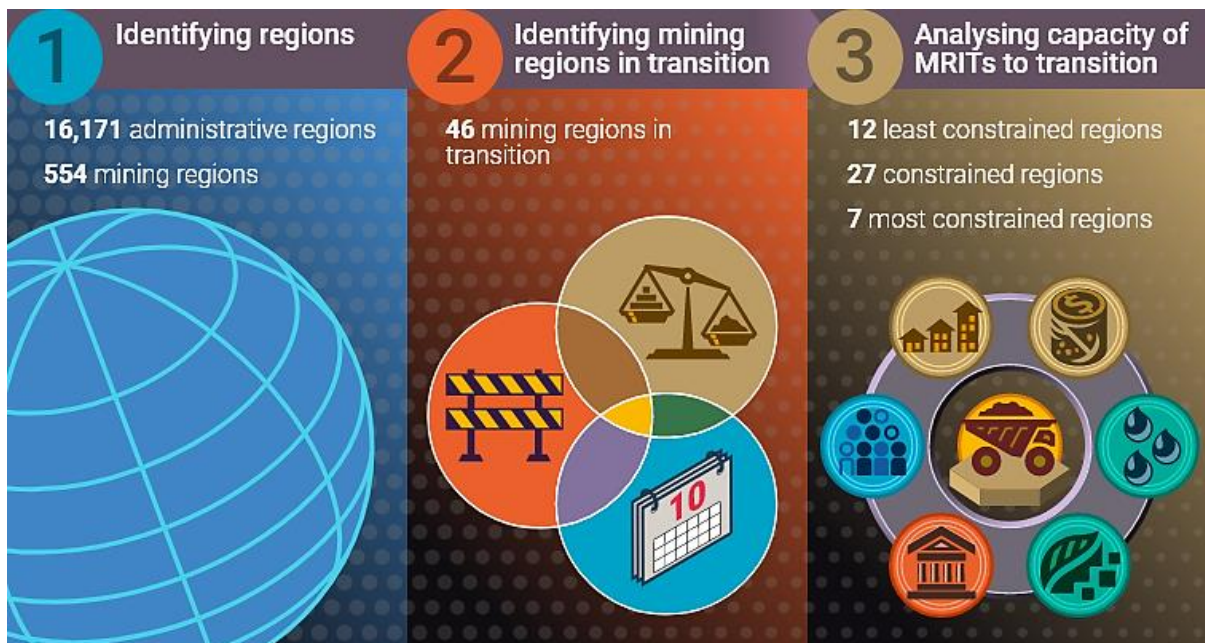 1
Identifying regions
16,171 administrative regions
554 mining regions
2
Identifying mining
regions in transition
46 mining regions in
transition
10
3
Analysing capacity of
MRITs to transition
12 least constrained regions
27 constrained regions
7 most constrained regions
$